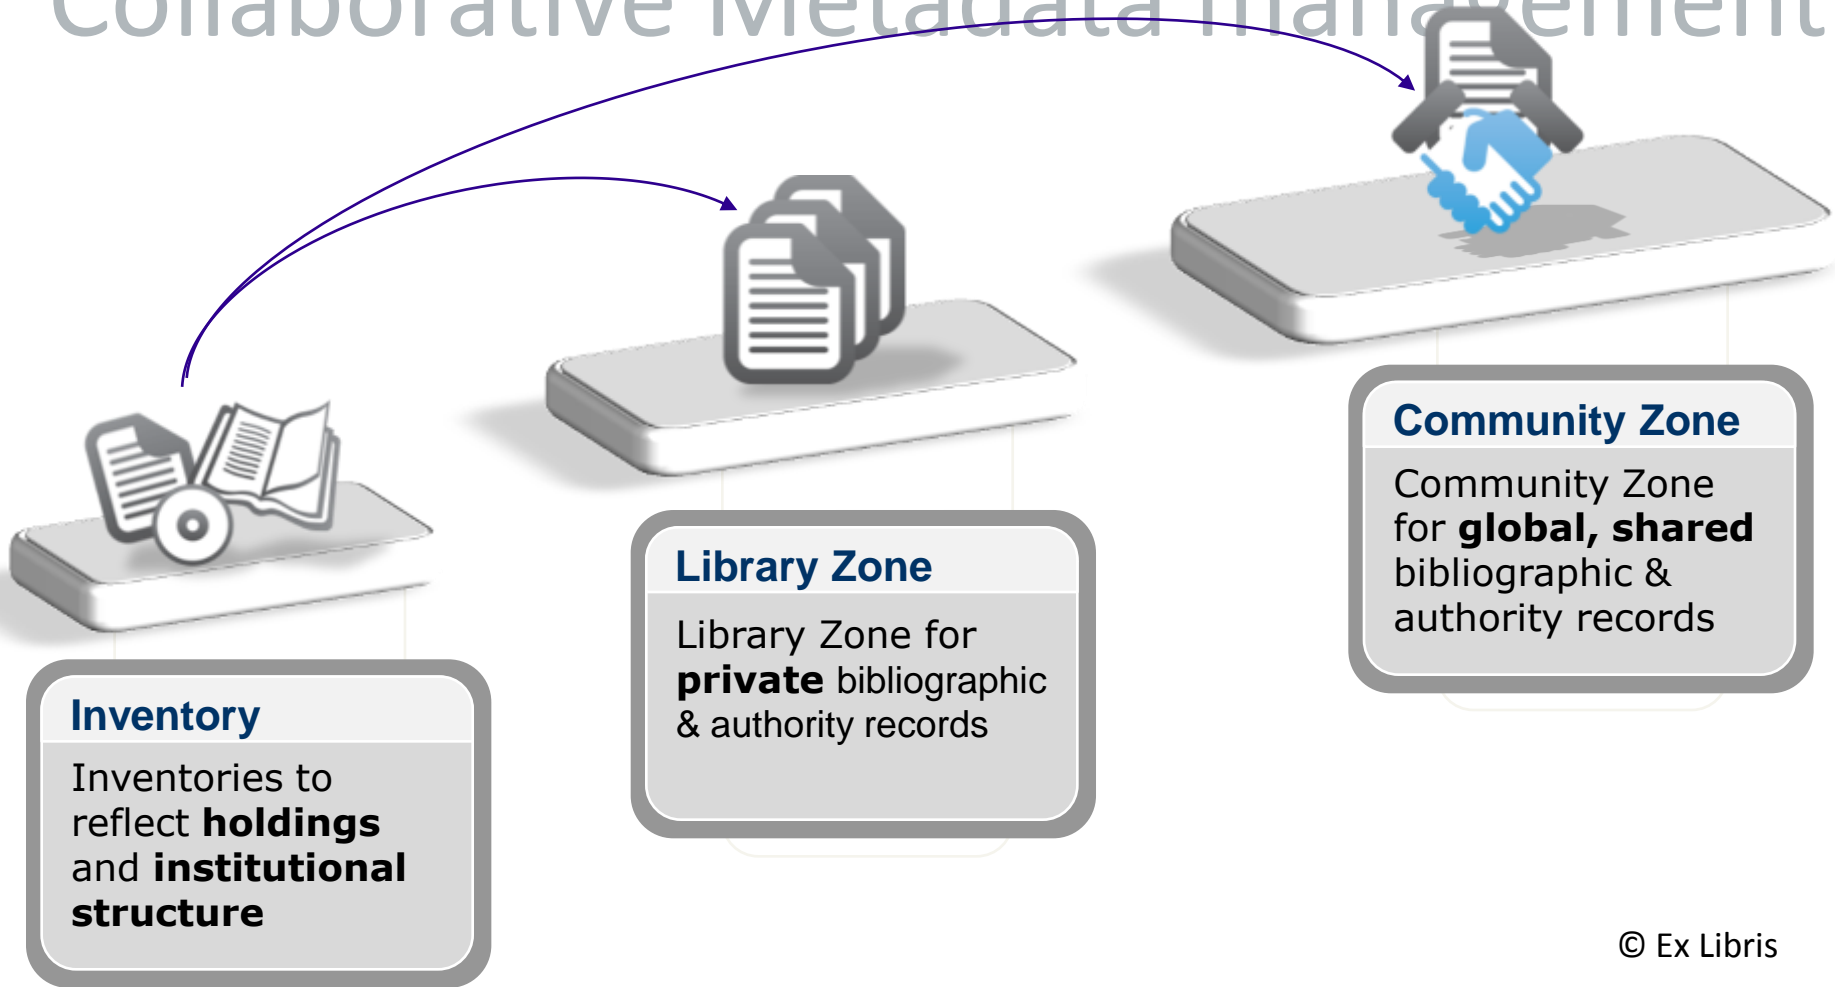 Collaborative Metadata management
Inventory
Inventories to
reflect holdings
and institutional
structure
Library Zone
Library Zone for
private bibliographic
& authority records
Community Zone
Community Zone
for global, shared
bibliographic &
authority records
© Ex Libris